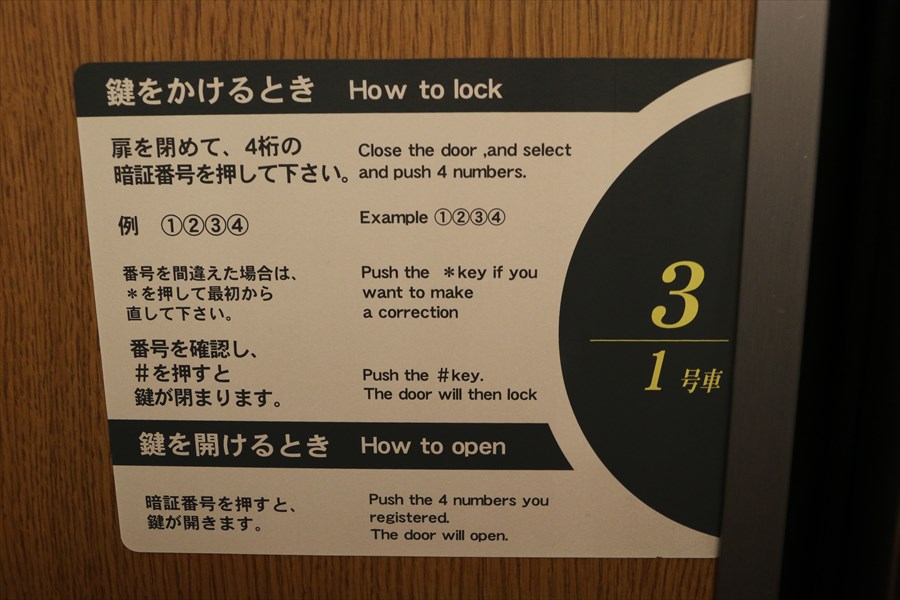 鍵をかけるとき How to lock
扉を閉めて、4桁の
暗証番号を押して下さい。
Close the door ,and select
and push 4 numbers.
例 ①②③④
Example ①②③④
番号を間違えた場合は、
＊を押して最初から
直して下さい。
Push the ＊key if you
want to make
a correction
番号を確認し、
＃を押すと
鍵が閉まります。
Push the ＃key.
The door will then lock
3
1 号車
鍵を開けるとき How to open
暗証番号を押すと、
鍵が開きます。
Push the 4 numbers you
registered.
The door will open.